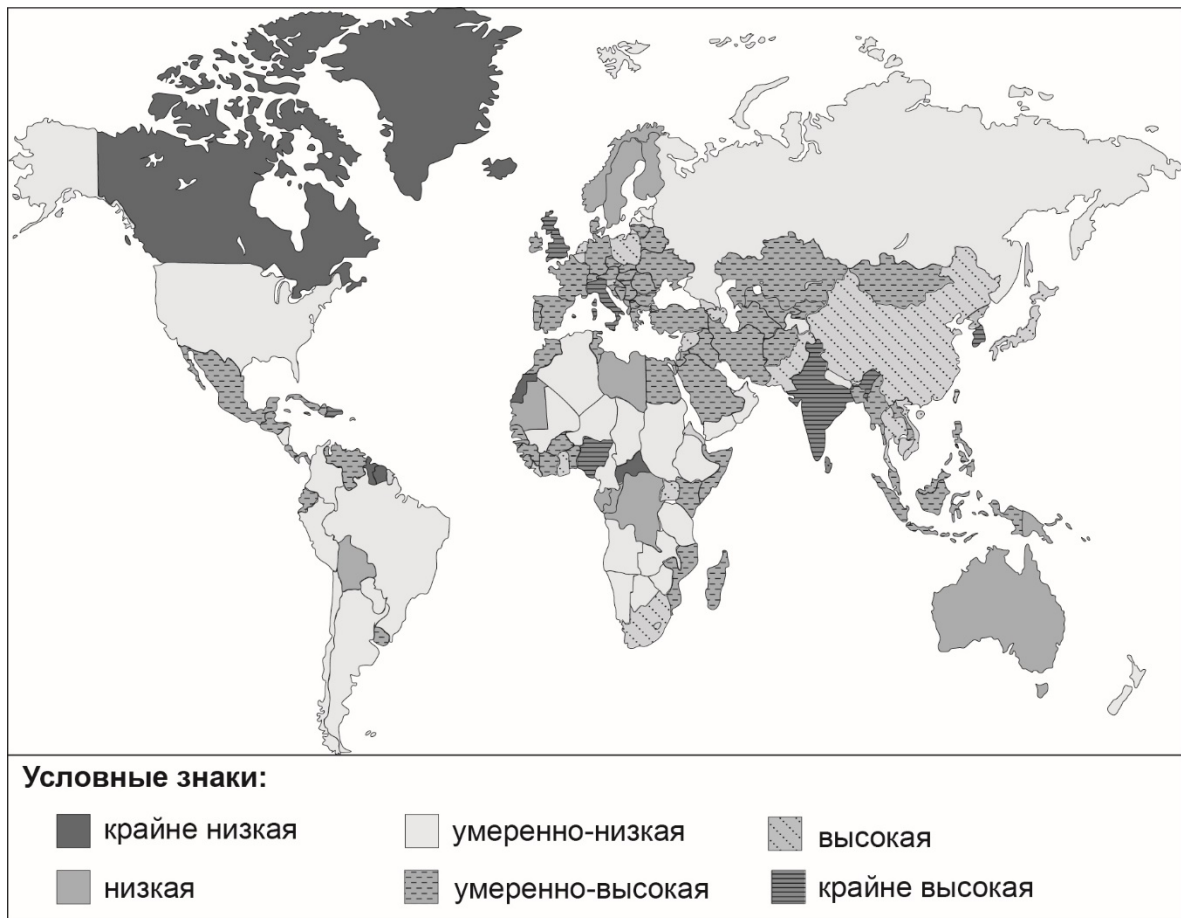 Условные знаки:
крайне низкая
умеренно-низкая
высокая
низкая
умеренно-высокая
крайне высокая